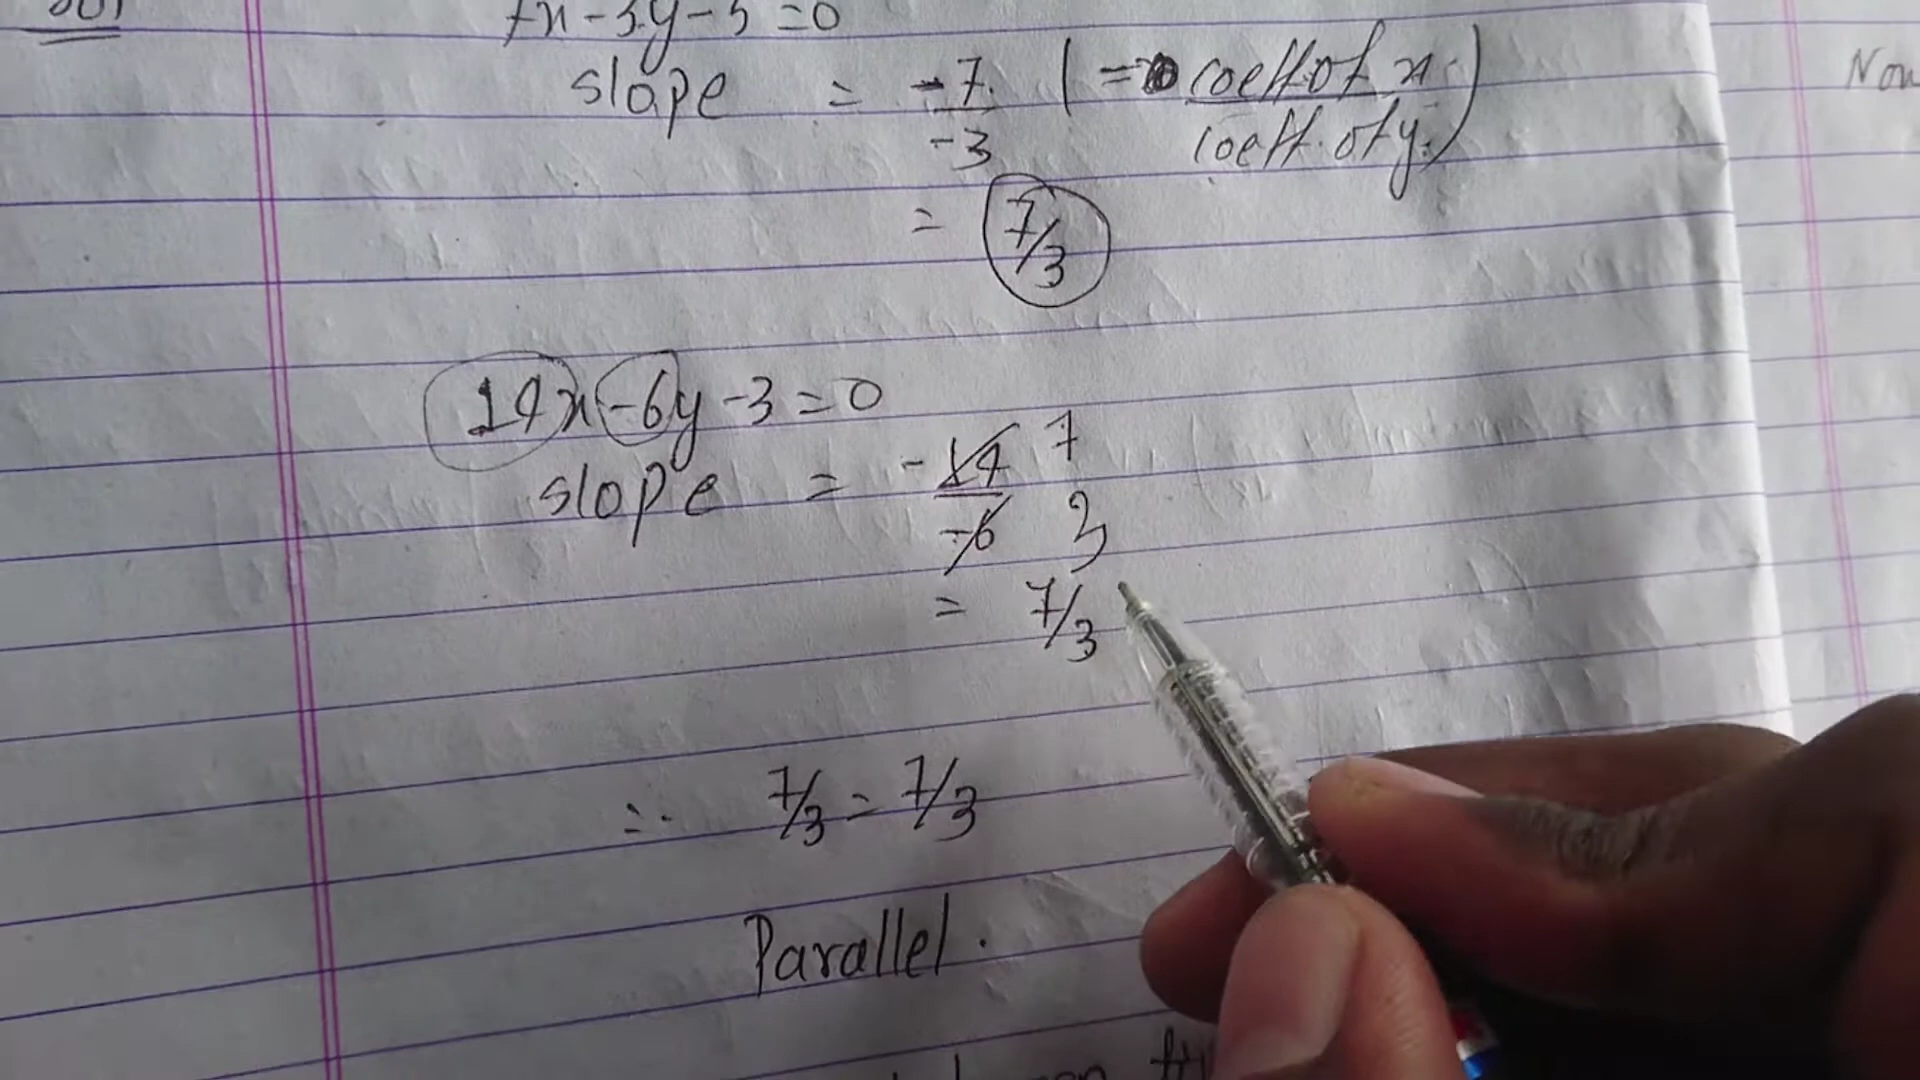 Sol
7x-3y-5=0
slope = -7/-3 (= - coeff. of x / coeff. of y.)
= 7/3
14x-6y-3=0
slope = -14/-6 7/3
= 7/3
∴ 7/3 = 7/3
Parallel.